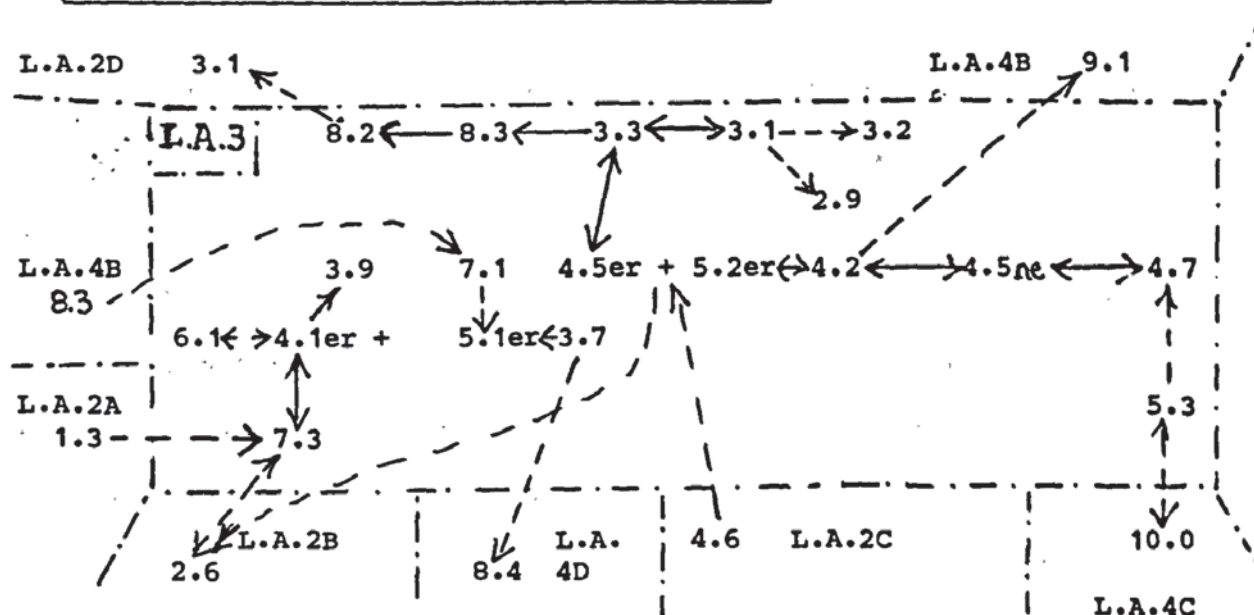 L.A.2D 3.1 L.A.4B 9.1
L.A.3 8.2 8.3 3.3 3.1 3.2
2.9
L.A.4B 3.9 7.1 4.5er + 5.2er 4.2 4.5ne 4.7
8.3
6.1 4.1er + 5.1er 3.7
L.A.2A 5.3
1.3 7.3
L.A.2B L.A. 4.6 L.A.2C 10.0
2.6 8.4 4D
L.A.4C